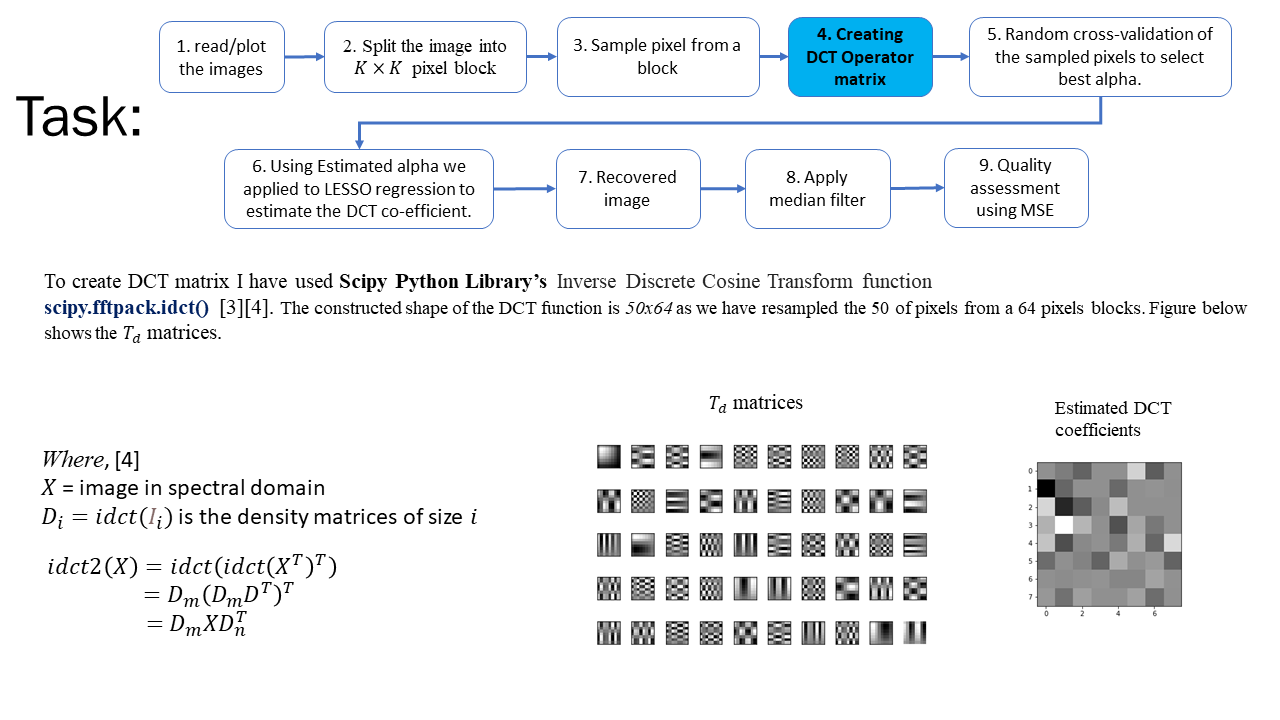 Task:
1. read/plot
the images
2. Split the image into
K × K pixel block
3. Sample pixel from a
block
4. Creating
DCT Operator
matrix
5. Random cross-validation of
the sampled pixels to select
best alpha.
6. Using Estimated alpha we
applied to LESSO regression to
estimate the DCT co-efficient.
7. Recovered
image
8. Apply
median filter
9. Quality
assessment
using MSE
To create DCT matrix I have used Scipy Python Library’s Inverse Discrete Cosine Transform function
scipy.fftpack.idct() [3][4]. The constructed shape of the DCT function is 50x64 as we have resampled the 50 of pixels from a 64 pixels blocks. Figure below
shows the T_d matrices.
Where, [4]
X = image in spectral domain
D_i = idct(I_i) is the density matrices of size i
idct2(X) = idct(idct(X^T)^T)
= D_m(D_mD^T)^T
= D_mXD_n^T
T_d matrices
Estimated DCT
coefficients
0
1
2
3
4
5
6
7
0 2 4 6